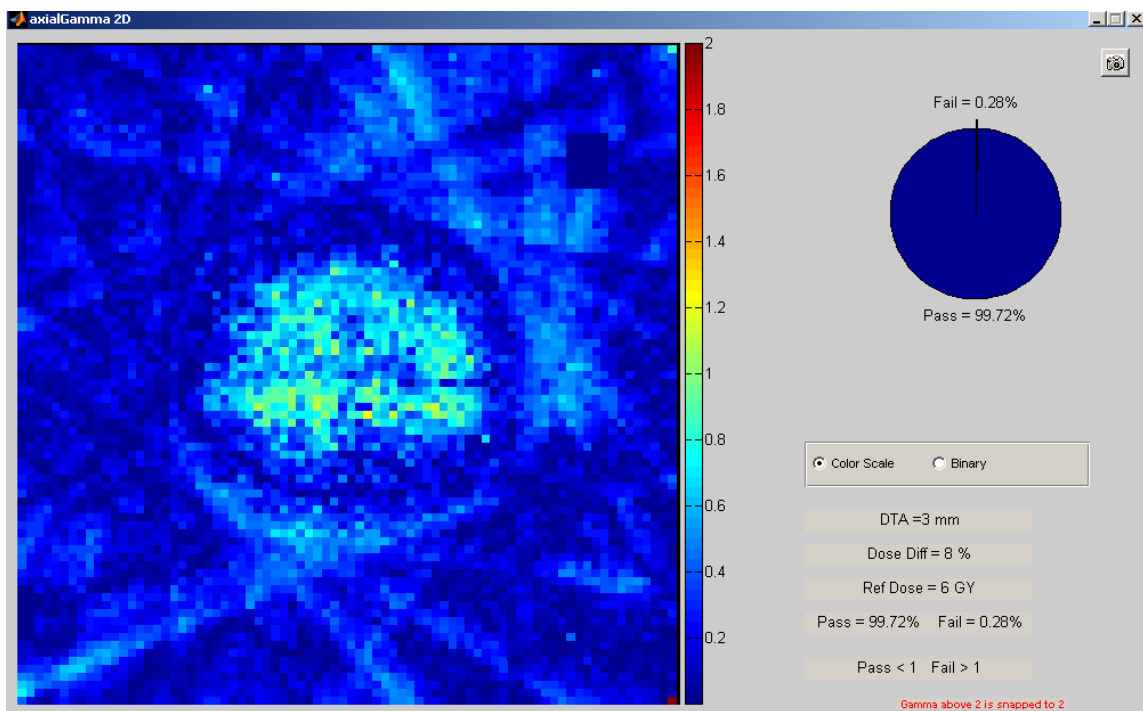 axialGamma 2D
2
1.8
1.6
1.4
1.2
1
0.8
0.6
0.4
0.2
Fail = 0.28%
Pass = 99.72%
Color Scale Binary
DTA =3 mm
Dose Diff = 8 %
Ref Dose = 6 GY
Pass = 99.72% Fail = 0.28%
Pass < 1 Fail > 1
Gamma above 2 is snapped to 2